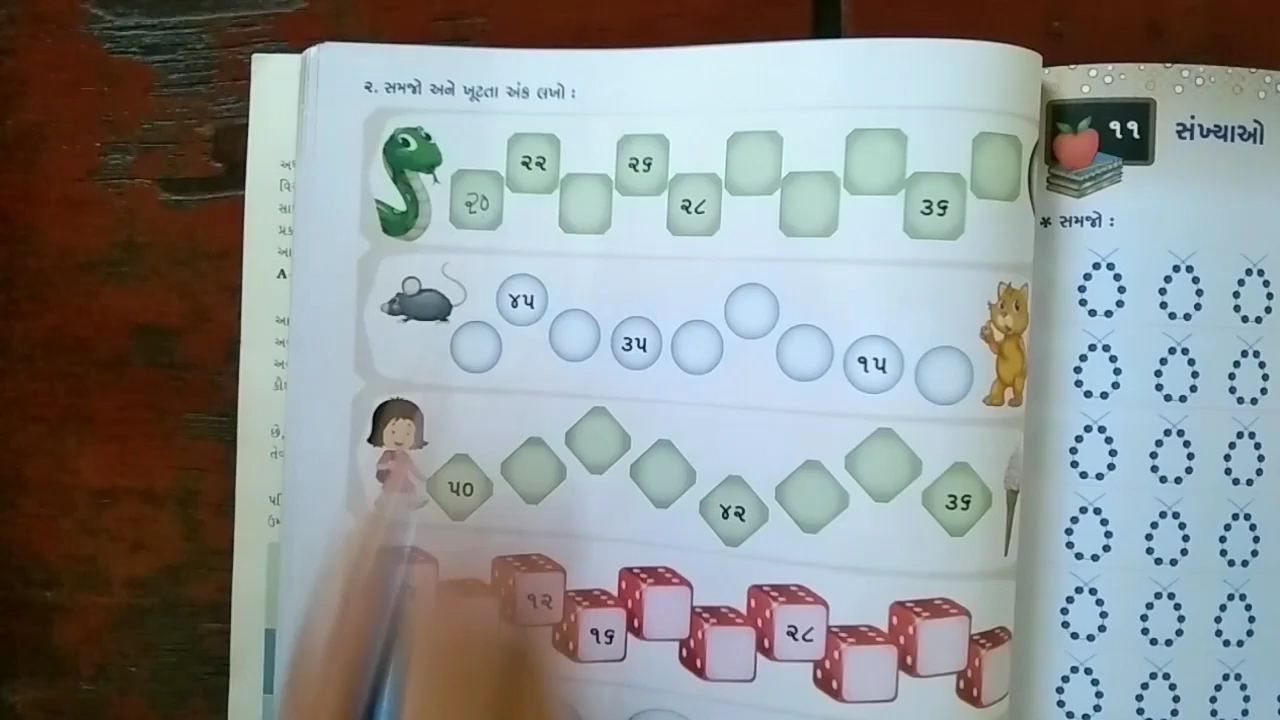 ૨. સમજો અને ખૂટતા અંક લખો :
૨૦ ૨૨ ૨૬ ૨૮ ૩૬
૪૫ ૩૫ ૧૫
૫૦ ૪૨ ૩૬
૧૨ ૧૬ ૨૮
૧૧ સંખ્યાઓ
* સમજો :